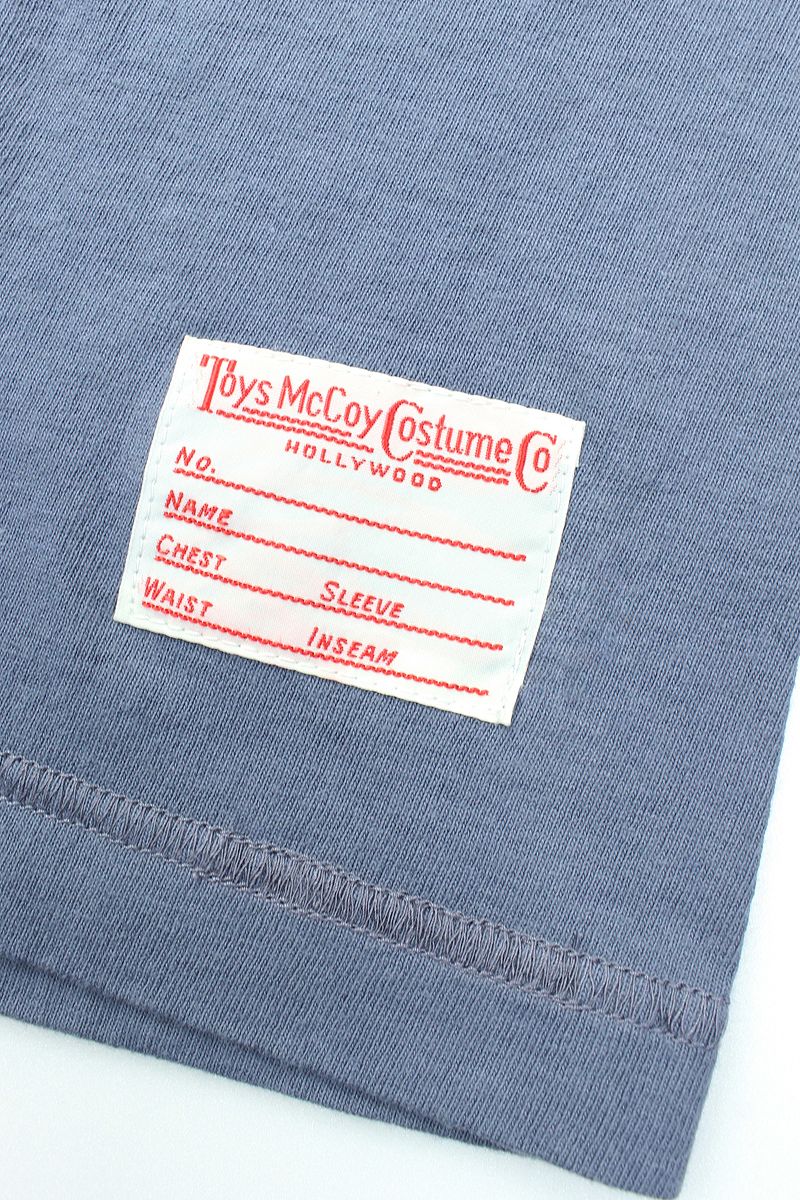 Toys McCoy Costume Co
HOLLYWOOD
No.
NAME
CHEST SLEEVE
WAIST INSEAM